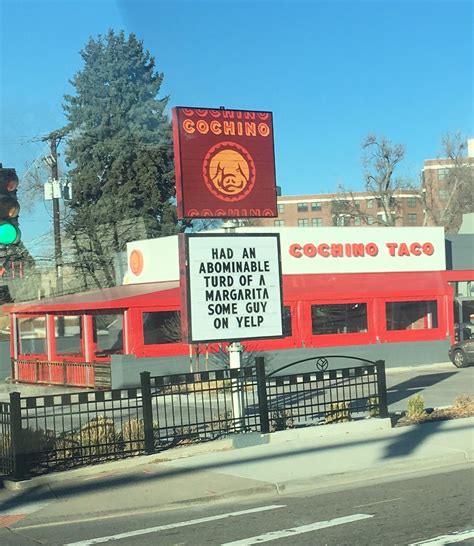 COCHINO
COCHINO
COCHINO
HAD AN
ABOMINABLE
TURD OF A
MARGARITA
SOME GUY
ON YELP
COCHINO TACO